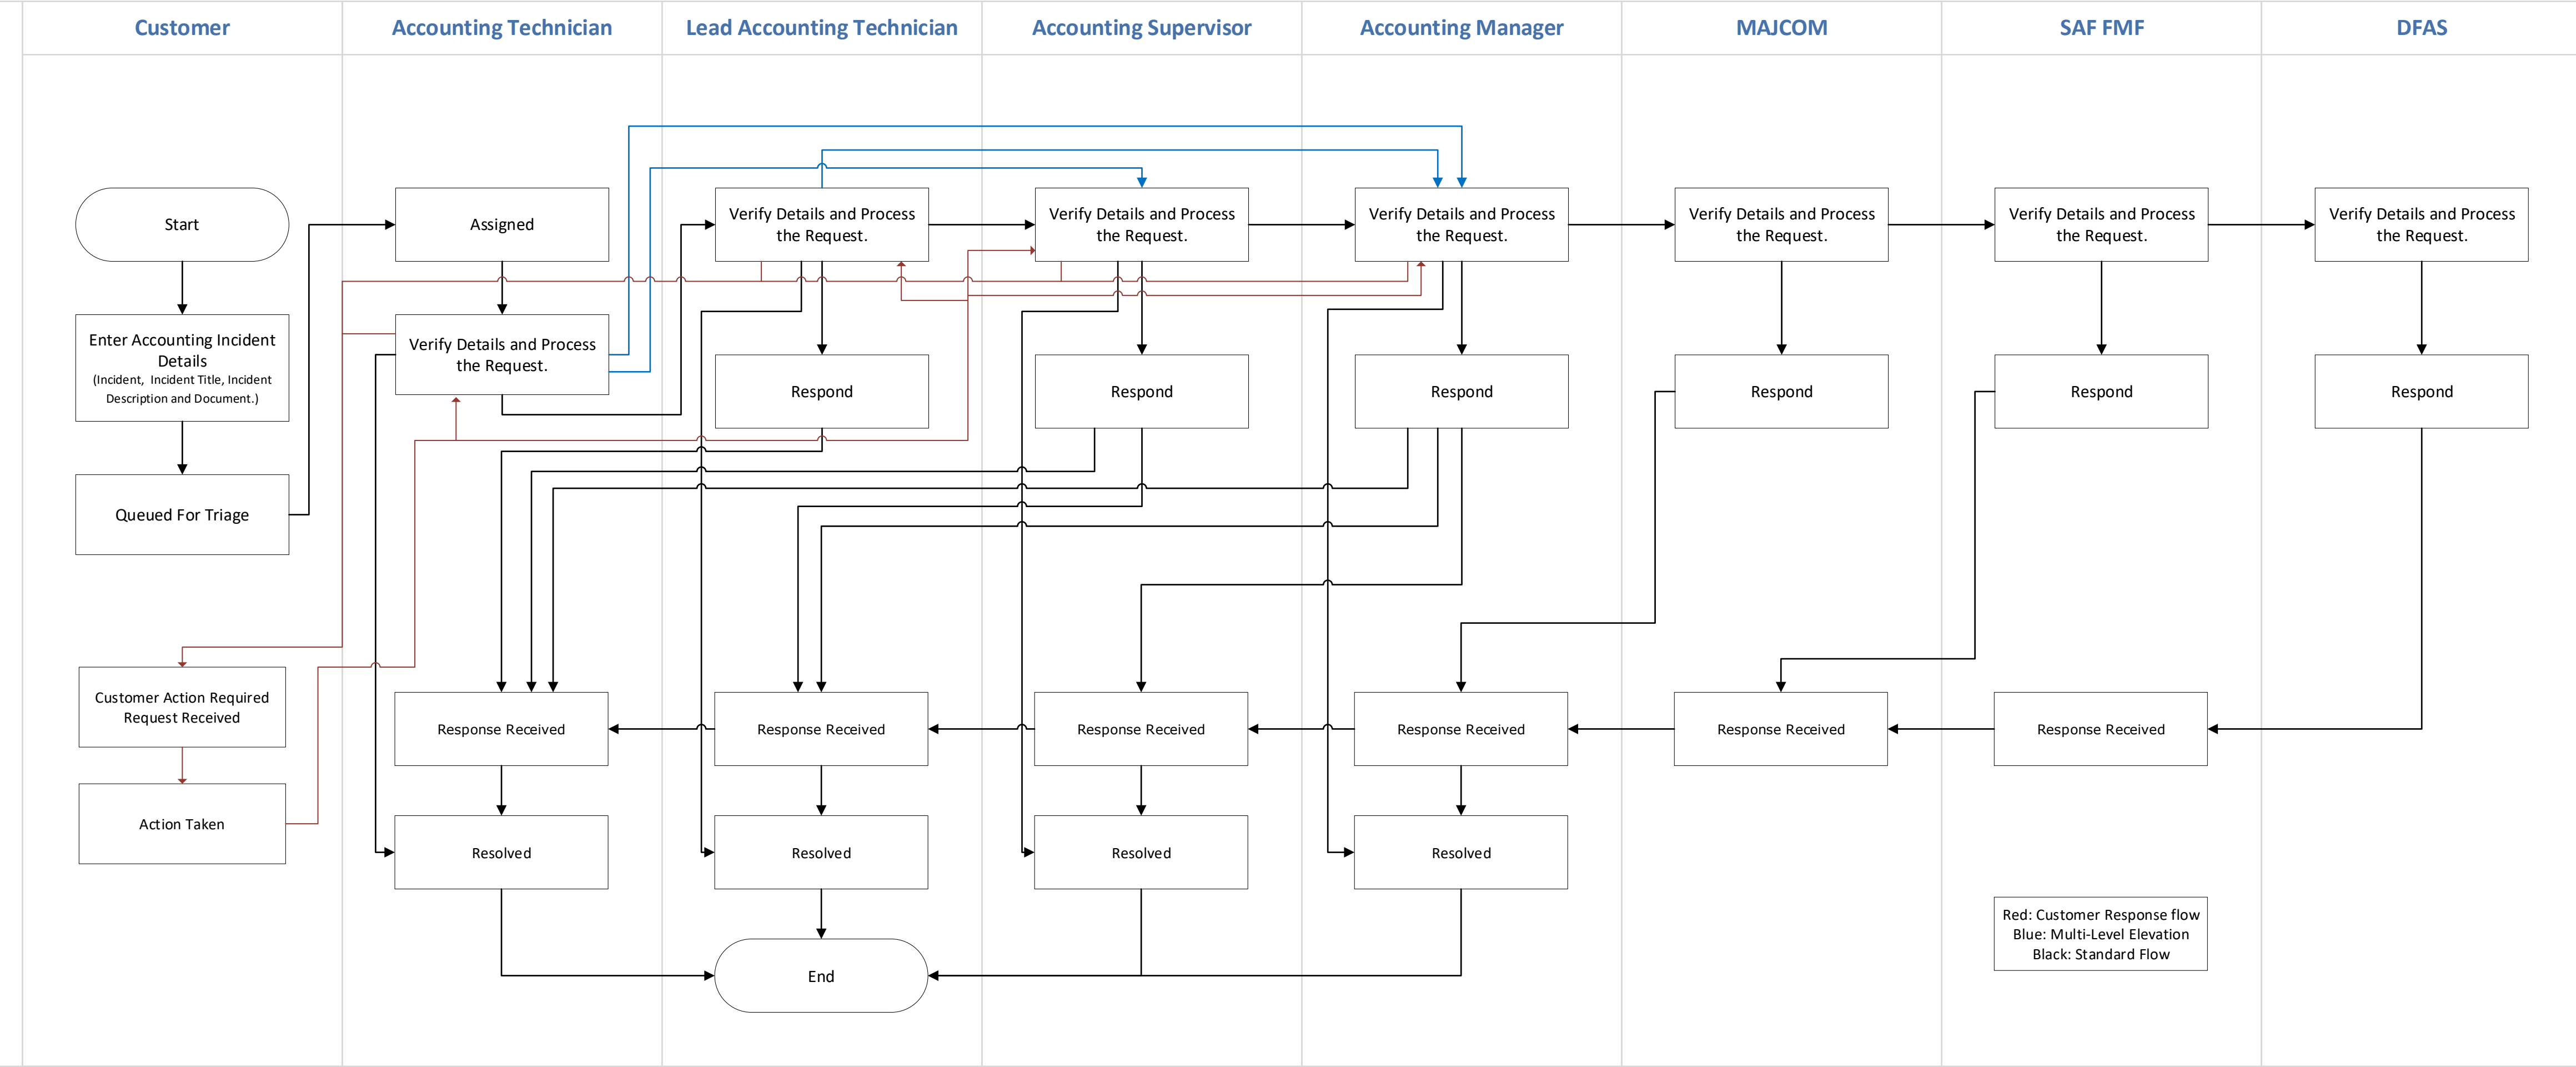 Customer
Accounting Technician
Lead Accounting Technician
Accounting Supervisor
Accounting Manager
MAJCOM
SAF FMF
DFAS
Start
Assigned
Verify Details and Process
the Request.
Verify Details and Process
the Request.
Verify Details and Process
the Request.
Verify Details and Process
the Request.
Verify Details and Process
the Request.
Verify Details and Process
the Request.
Enter Accounting Incident
Details
(Incident, Incident Title, Incident
Description and Document.)
Verify Details and Process
the Request.
Respond
Respond
Respond
Respond
Respond
Respond
Queued For Triage
Customer Action Required
Request Received
Response Received
Response Received
Response Received
Response Received
Response Received
Response Received
Action Taken
Resolved
Resolved
Resolved
Resolved
Red: Customer Response flow
Blue: Multi-Level Elevation
Black: Standard Flow
End